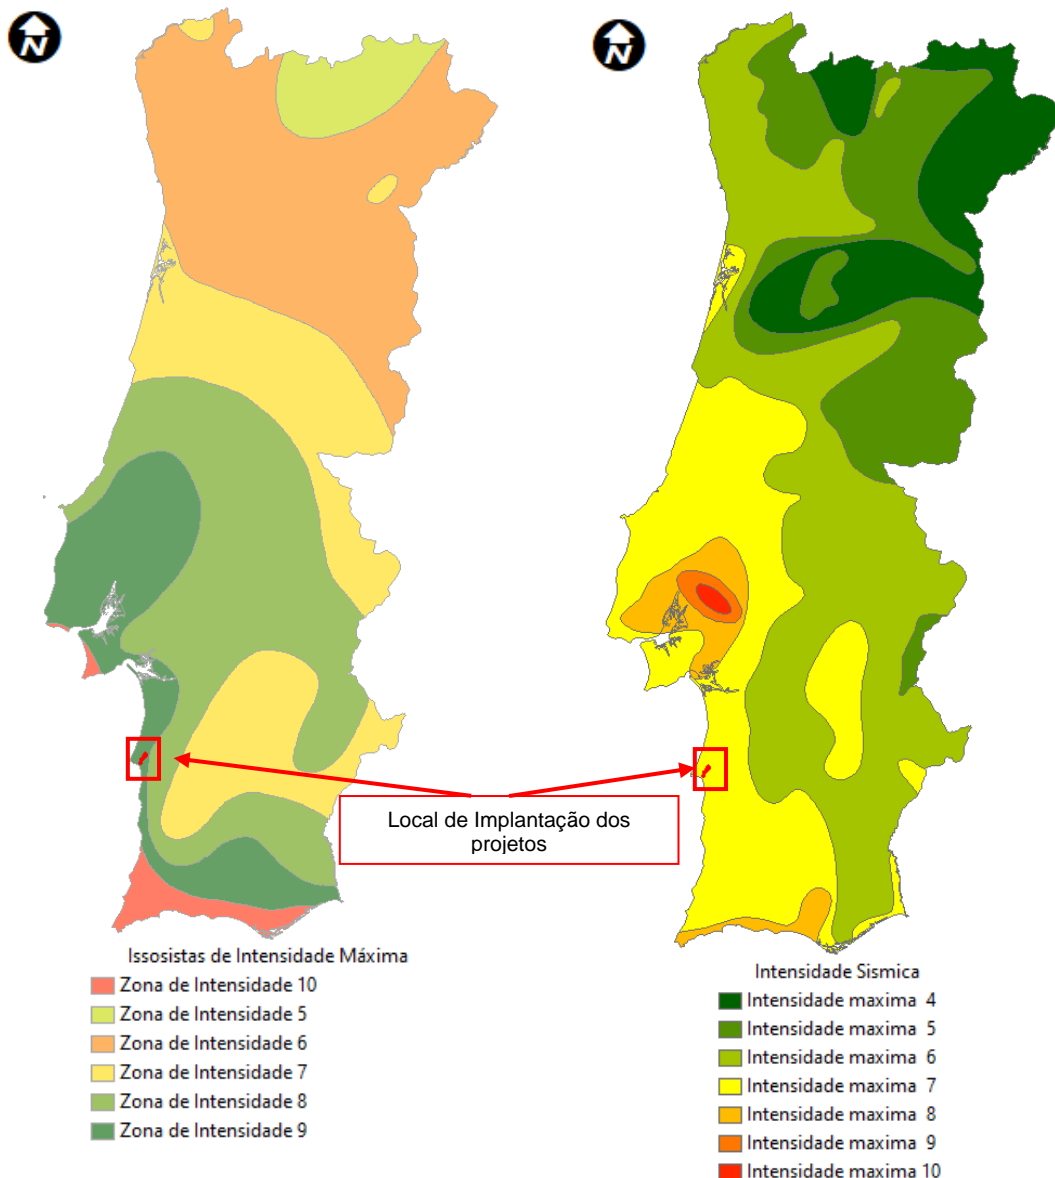 N
N
Local de Implantação dos
projetos
Issosistas de Intensidade Máxima
Zona de Intensidade 10
Zona de Intensidade 5
Zona de Intensidade 6
Zona de Intensidade 7
Zona de Intensidade 8
Zona de Intensidade 9
Intensidade Sismica
Intensidade maxima 4
Intensidade maxima 5
Intensidade maxima 6
Intensidade maxima 7
Intensidade maxima 8
Intensidade maxima 9
Intensidade maxima 10